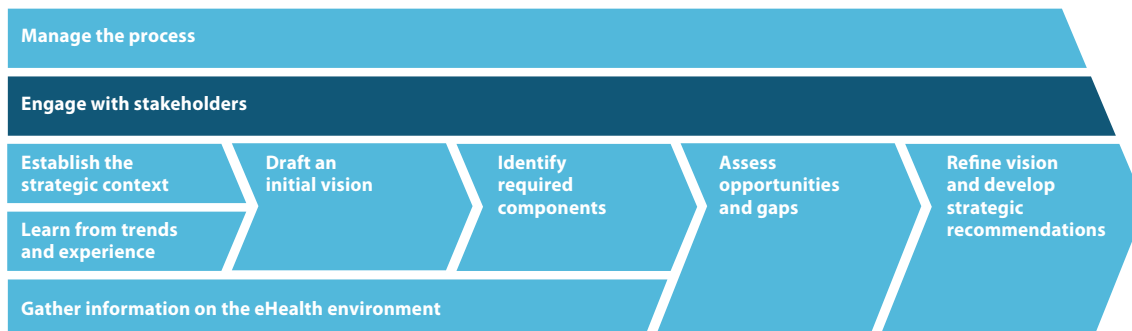 Manage the process
Engage with stakeholders
Establish the
strategic context
Learn from trends
and experience
Draft an
initial vision
Identify
required
components
Assess
opportunities
and gaps
Refine vision
and develop
strategic
recommendations
Gather information on the eHealth environment